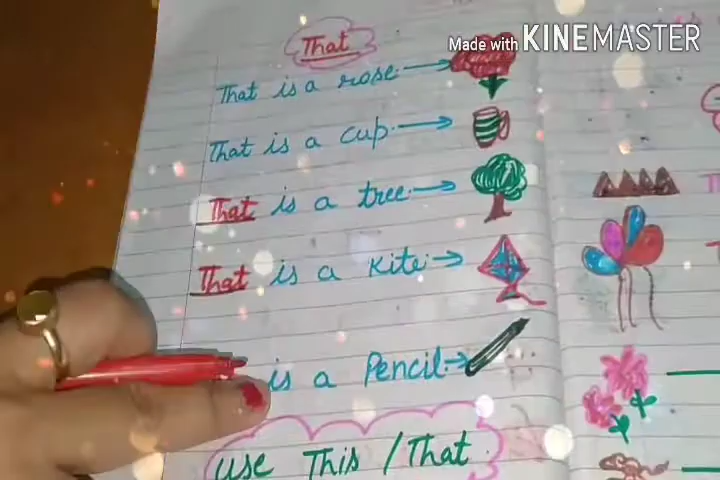 Made with KINEMASTER
That
That is a rose.
That is a cup.
That is a tree.
That is a kite.
is a Pencil.
use This / That